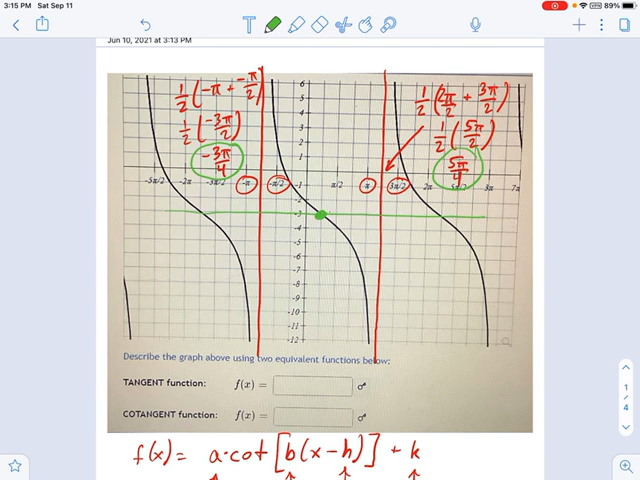 3:15 PM Sat Sep 11
89%
T
Jun 10, 2021 at 3:13 PM
1/2 (-π + -π/2)
1/2 (-3π/2)
-3π/4
1/2 (2π/2 + 3π/2)
1/2 (5π/2)
5π/4
6
5
4
3
2
1
-5π/2 -2π -3π/2 -π -π/2 π/2 π 3π/2 2π 5π/2 3π 7π
-1
-2
-3
-4
-5
-6
-7
-8
-9
-10
-11
-12
Describe the graph above using two equivalent functions below:
TANGENT function: f(x) =
COTANGENT function: f(x) =
f(x) = a·cot [b(x-h)] + k
1
4